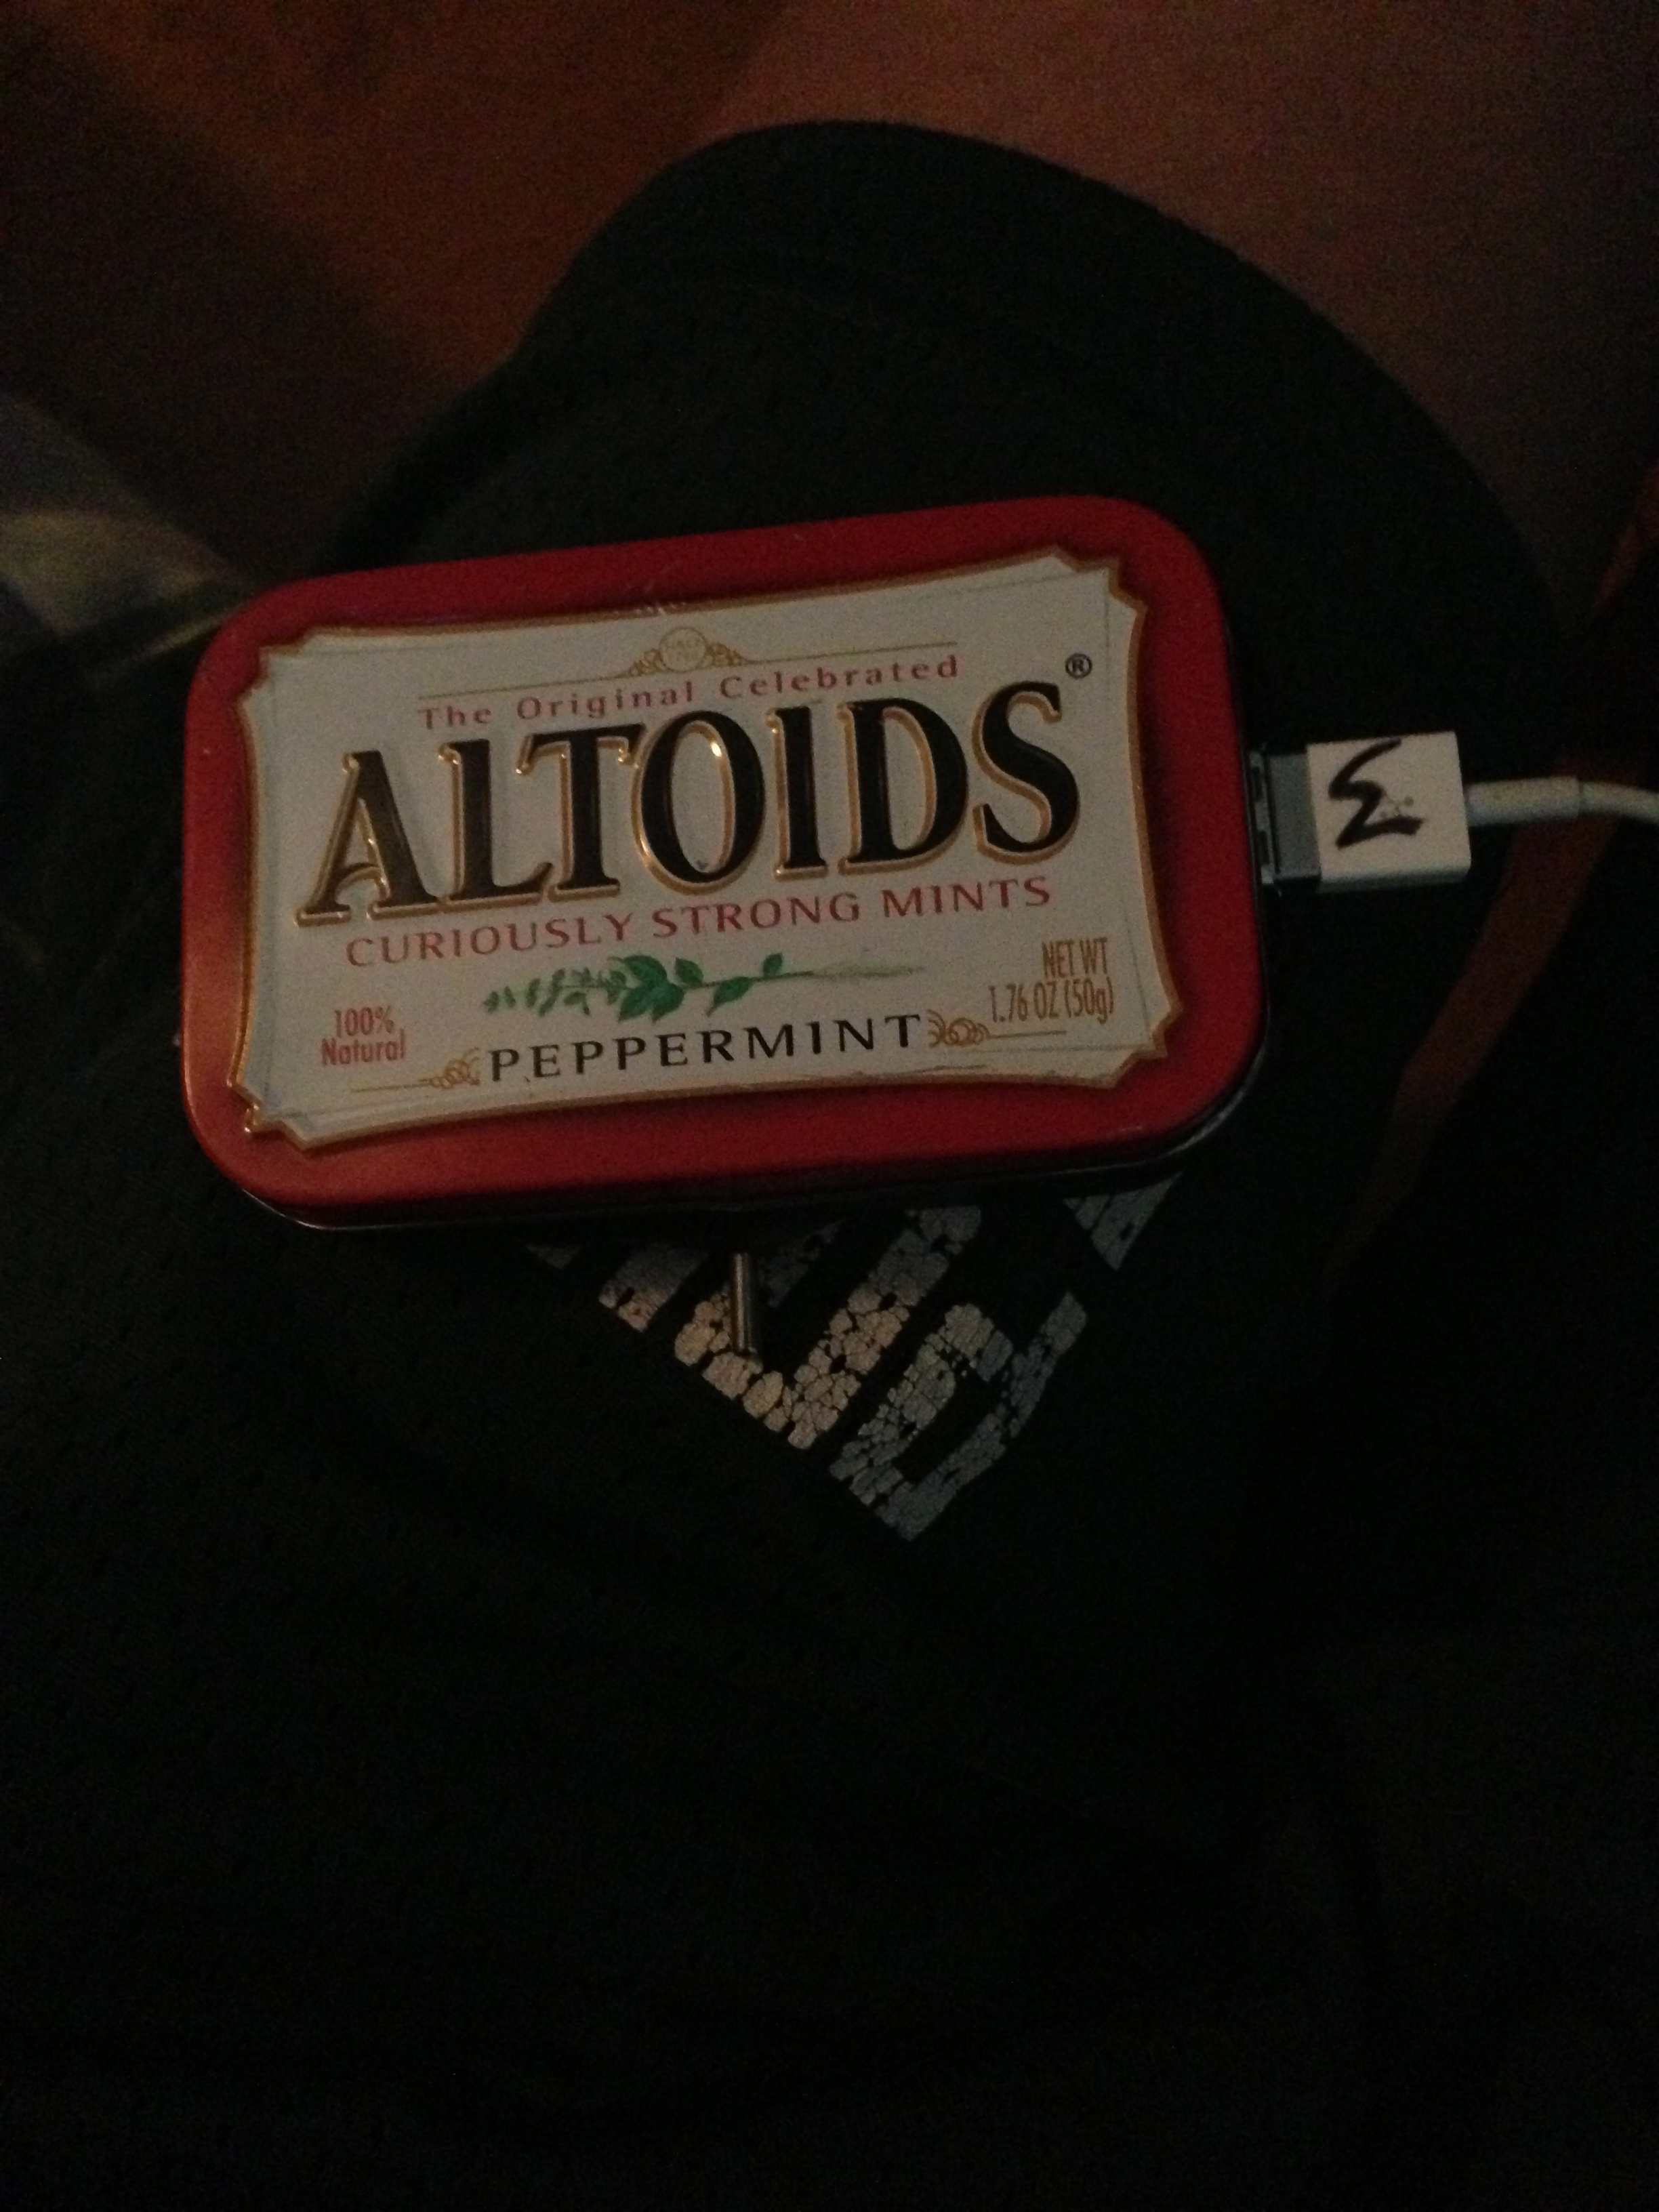 The Original Celebrated
ALTOIDS®
CURIOUSLY STRONG MINTS
100%
Natural
PEPPERMINT
NET WT
1.76 OZ (50g)